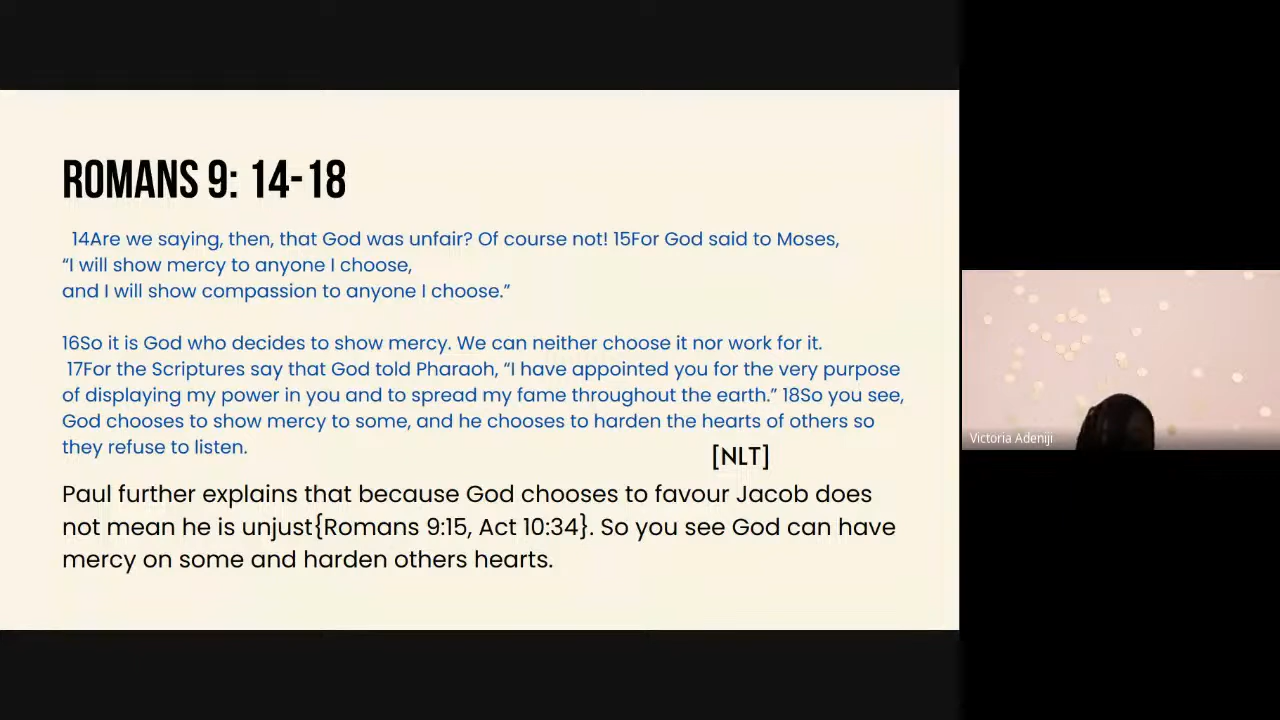 ROMANS 9: 14-18
14Are we saying, then, that God was unfair? Of course not! 15For God said to Moses,
“I will show mercy to anyone I choose,
and I will show compassion to anyone I choose.”
16So it is God who decides to show mercy. We can neither choose it nor work for it.
17For the Scriptures say that God told Pharaoh, “I have appointed you for the very purpose
of displaying my power in you and to spread my fame throughout the earth.” 18So you see,
God chooses to show mercy to some, and he chooses to harden the hearts of others so
they refuse to listen.
[NLT]
Paul further explains that because God chooses to favour Jacob does
not mean he is unjust{Romans 9:15, Act 10:34}. So you see God can have
mercy on some and harden others hearts.
Victoria Adeniji